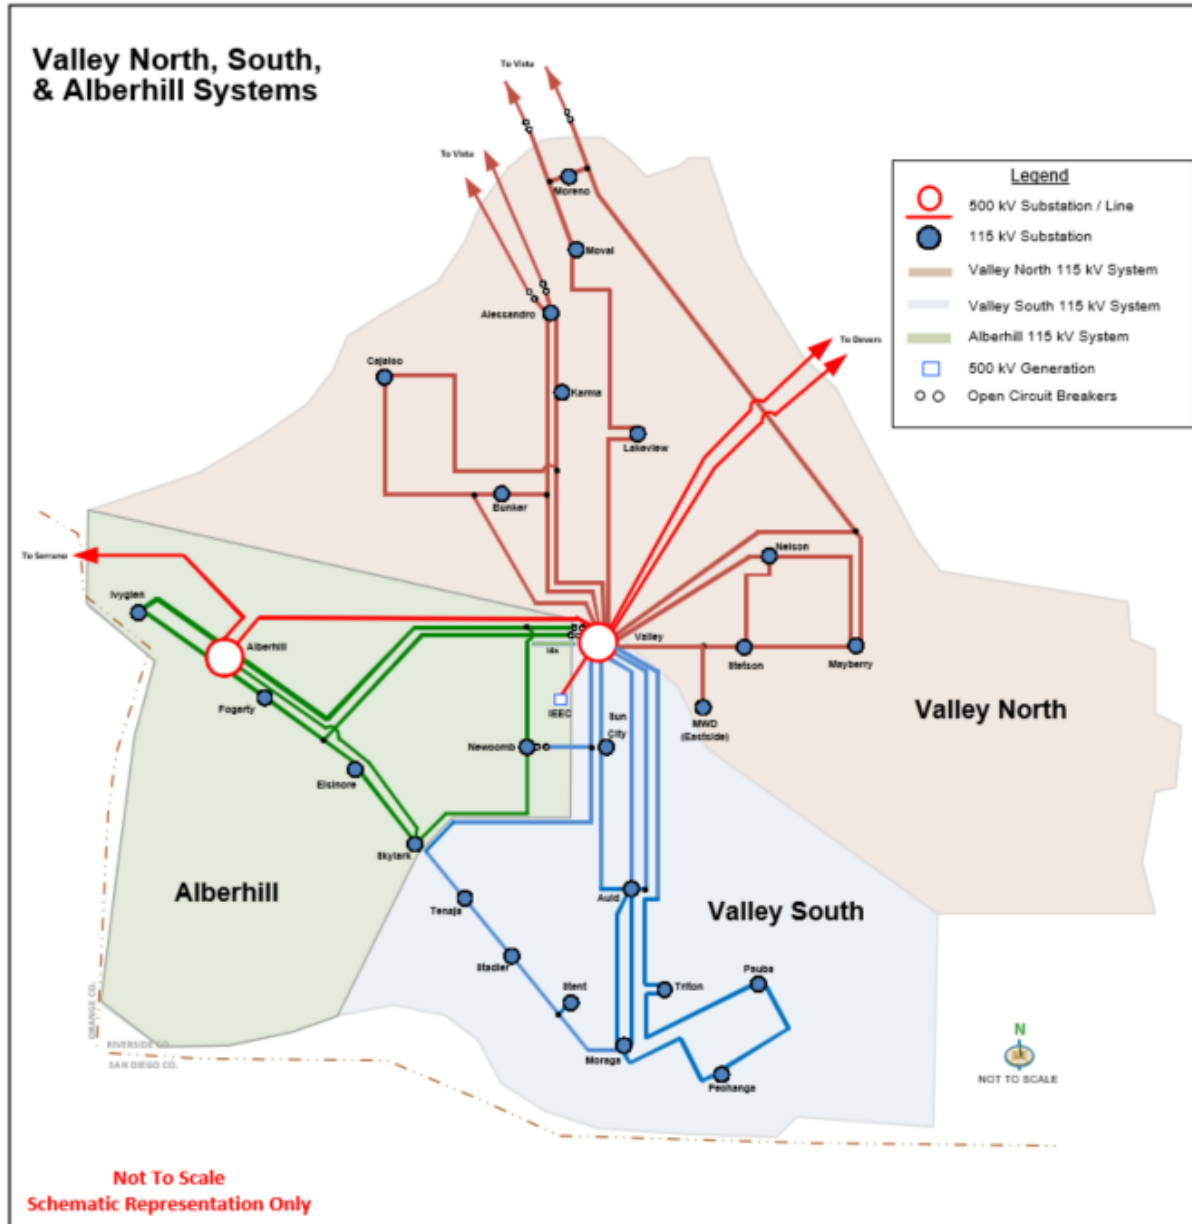 Valley North, South,
& Alberhill Systems
To Vista
To Vista
Moreno
Moval
Alessandro
Cajalco
Karma
Lakeview
Bunker
To Devers
Legend
500 kV Substation / Line
115 kV Substation
Valley North 115 kV System
Valley South 115 kV System
Alberhill 115 kV System
500 kV Generation
Open Circuit Breakers
To Serrano
Ivyglen
Alberhill
Fogarty
Elsinore
Skylark
Newcomb
Idle
IEEC
Sun
City
Valley
Nelson
Stetson
Mayberry
MWD
(Eastside)
Valley North
Alberhill
Valley South
Tenaja
Stadler
Stent
Auld
Triton
Pauba
Moraga
Pechanga
ORANGE CO.
RIVERSIDE CO.
SAN DIEGO CO.
N
NOT TO SCALE
Not To Scale
Schematic Representation Only